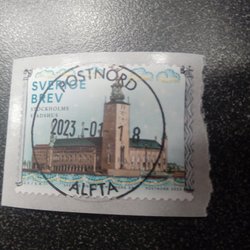 POSTNORD
SVERIGE
BREV
STOCKHOLMS
STADSHUS
2023 -01- 18
ALFTA